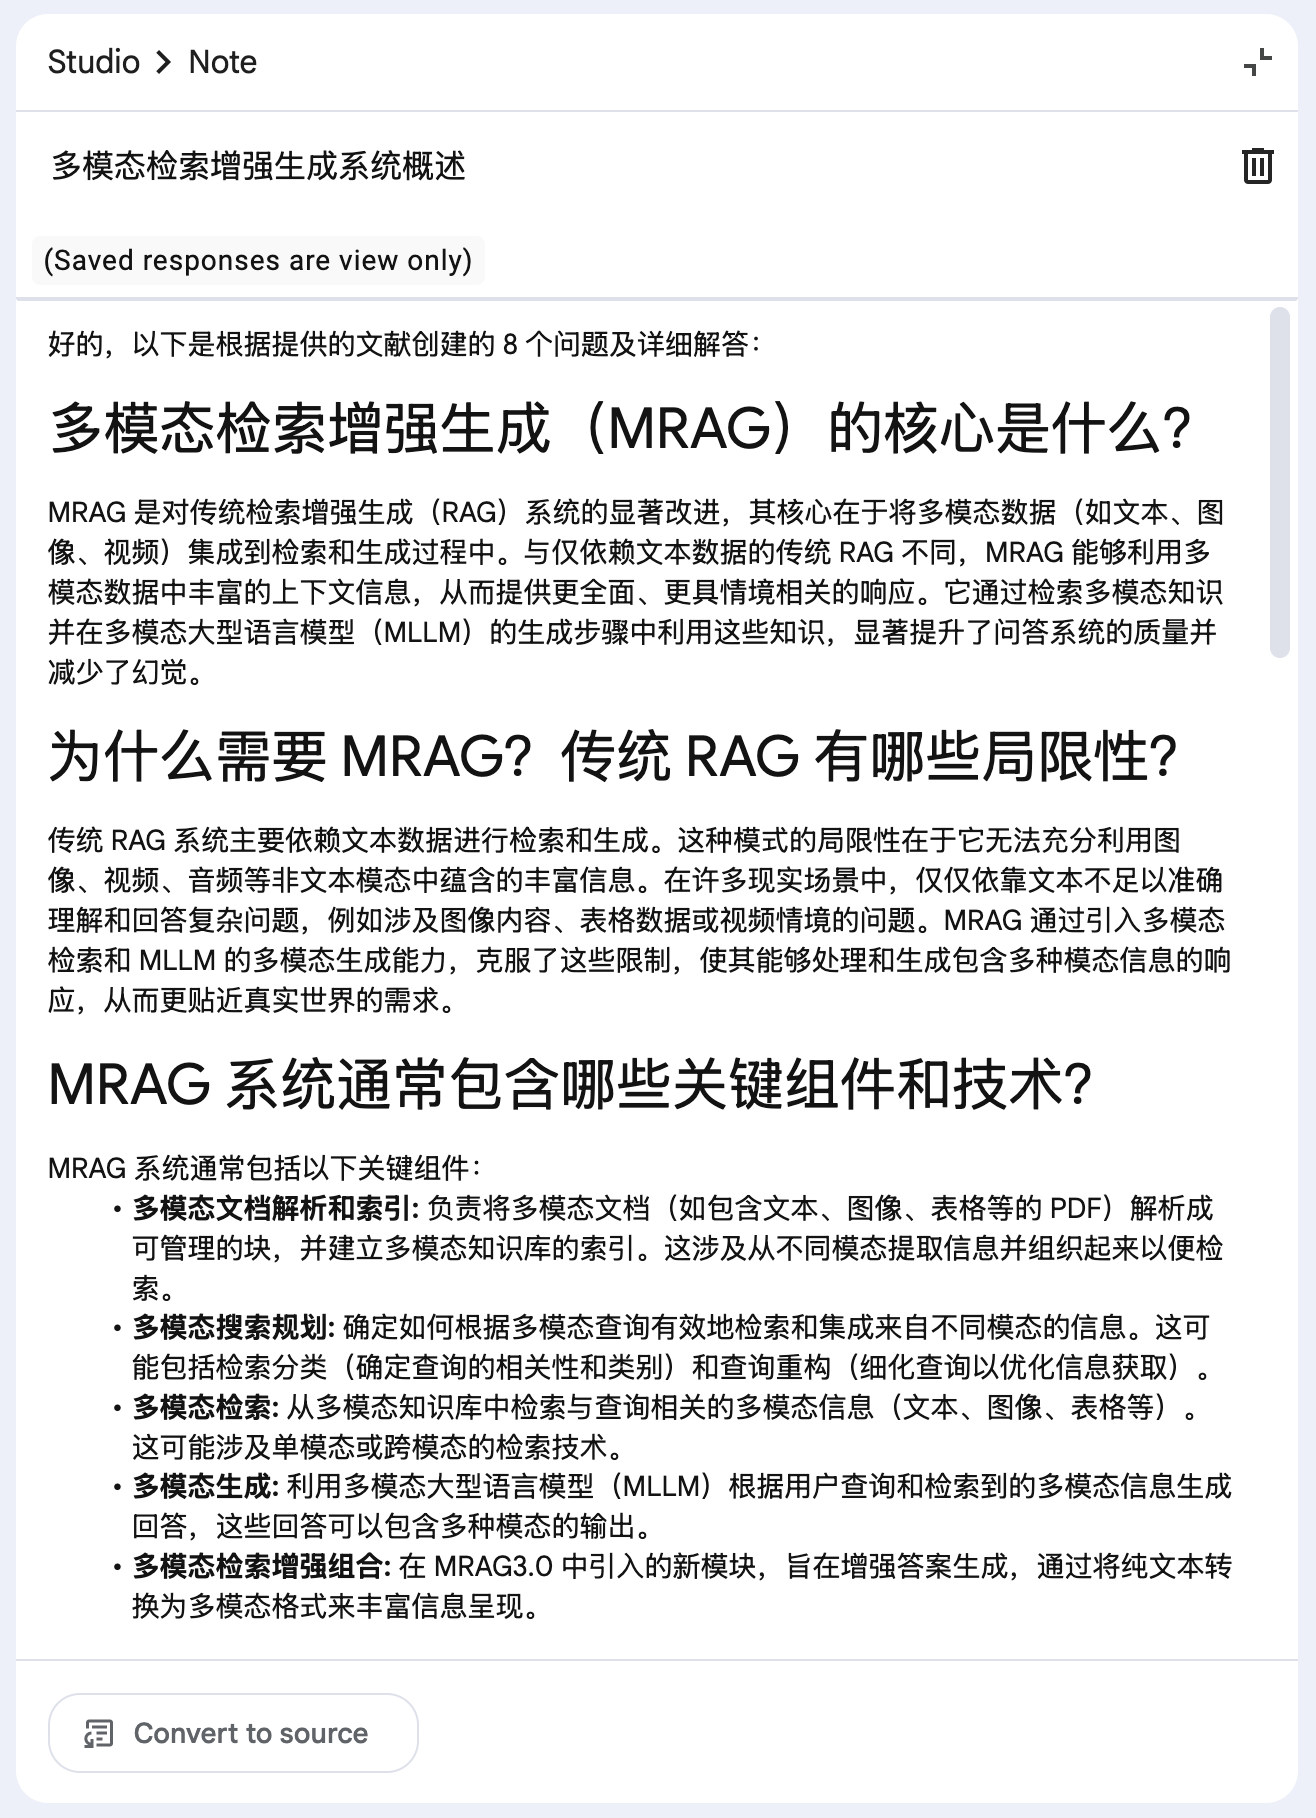 Studio > Note
多模态检索增强生成系统概述
(Saved responses are view only)
好的，以下是根据提供的文献创建的 8 个问题及详细解答：
多模态检索增强生成（MRAG）的核心是什么？
MRAG 是对传统检索增强生成（RAG）系统的显著改进，其核心在于将多模态数据（如文本、图
像、视频）集成到检索和生成过程中。与仅依赖文本数据的传统 RAG 不同，MRAG 能够利用多
模态数据中丰富的上下文信息，从而提供更全面、更具情境相关的响应。它通过检索多模态知识
并在多模态大型语言模型（MLLM）的生成步骤中利用这些知识，显著提升了问答系统的质量并
减少了幻觉。
为什么需要 MRAG？传统 RAG 有哪些局限性？
传统 RAG 系统主要依赖文本数据进行检索和生成。这种模式的局限性在于它无法充分利用图
像、视频、音频等非文本模态中蕴含的丰富信息。在许多现实场景中，仅仅依靠文本不足以准确
理解和回答复杂问题，例如涉及图像内容、表格数据或视频情境的问题。MRAG 通过引入多模态
检索和 MLLM 的多模态生成能力，克服了这些限制，使其能够处理和生成包含多种模态信息的响
应，从而更贴近真实世界的需求。
MRAG 系统通常包含哪些关键组件和技术？
MRAG 系统通常包括以下关键组件：
• 多模态文档解析和索引: 负责将多模态文档（如包含文本、图像、表格等的 PDF）解析成
可管理的块，并建立多模态知识库的索引。这涉及从不同模态提取信息并组织起来以便检
索。
• 多模态搜索规划: 确定如何根据多模态查询有效地检索和集成来自不同模态的信息。这可
能包括检索分类（确定查询的相关性和类别）和查询重构（细化查询以优化信息获取）。
• 多模态检索: 从多模态知识库中检索与查询相关的多模态信息（文本、图像、表格等）。
这可能涉及单模态或跨模态的检索技术。
• 多模态生成: 利用多模态大型语言模型（MLLM）根据用户查询和检索到的多模态信息生成
回答，这些回答可以包含多种模态的输出。
• 多模态检索增强组合: 在 MRAG3.0 中引入的新模块，旨在增强答案生成，通过将纯文本转
换为多模态格式来丰富信息呈现。
Convert to source